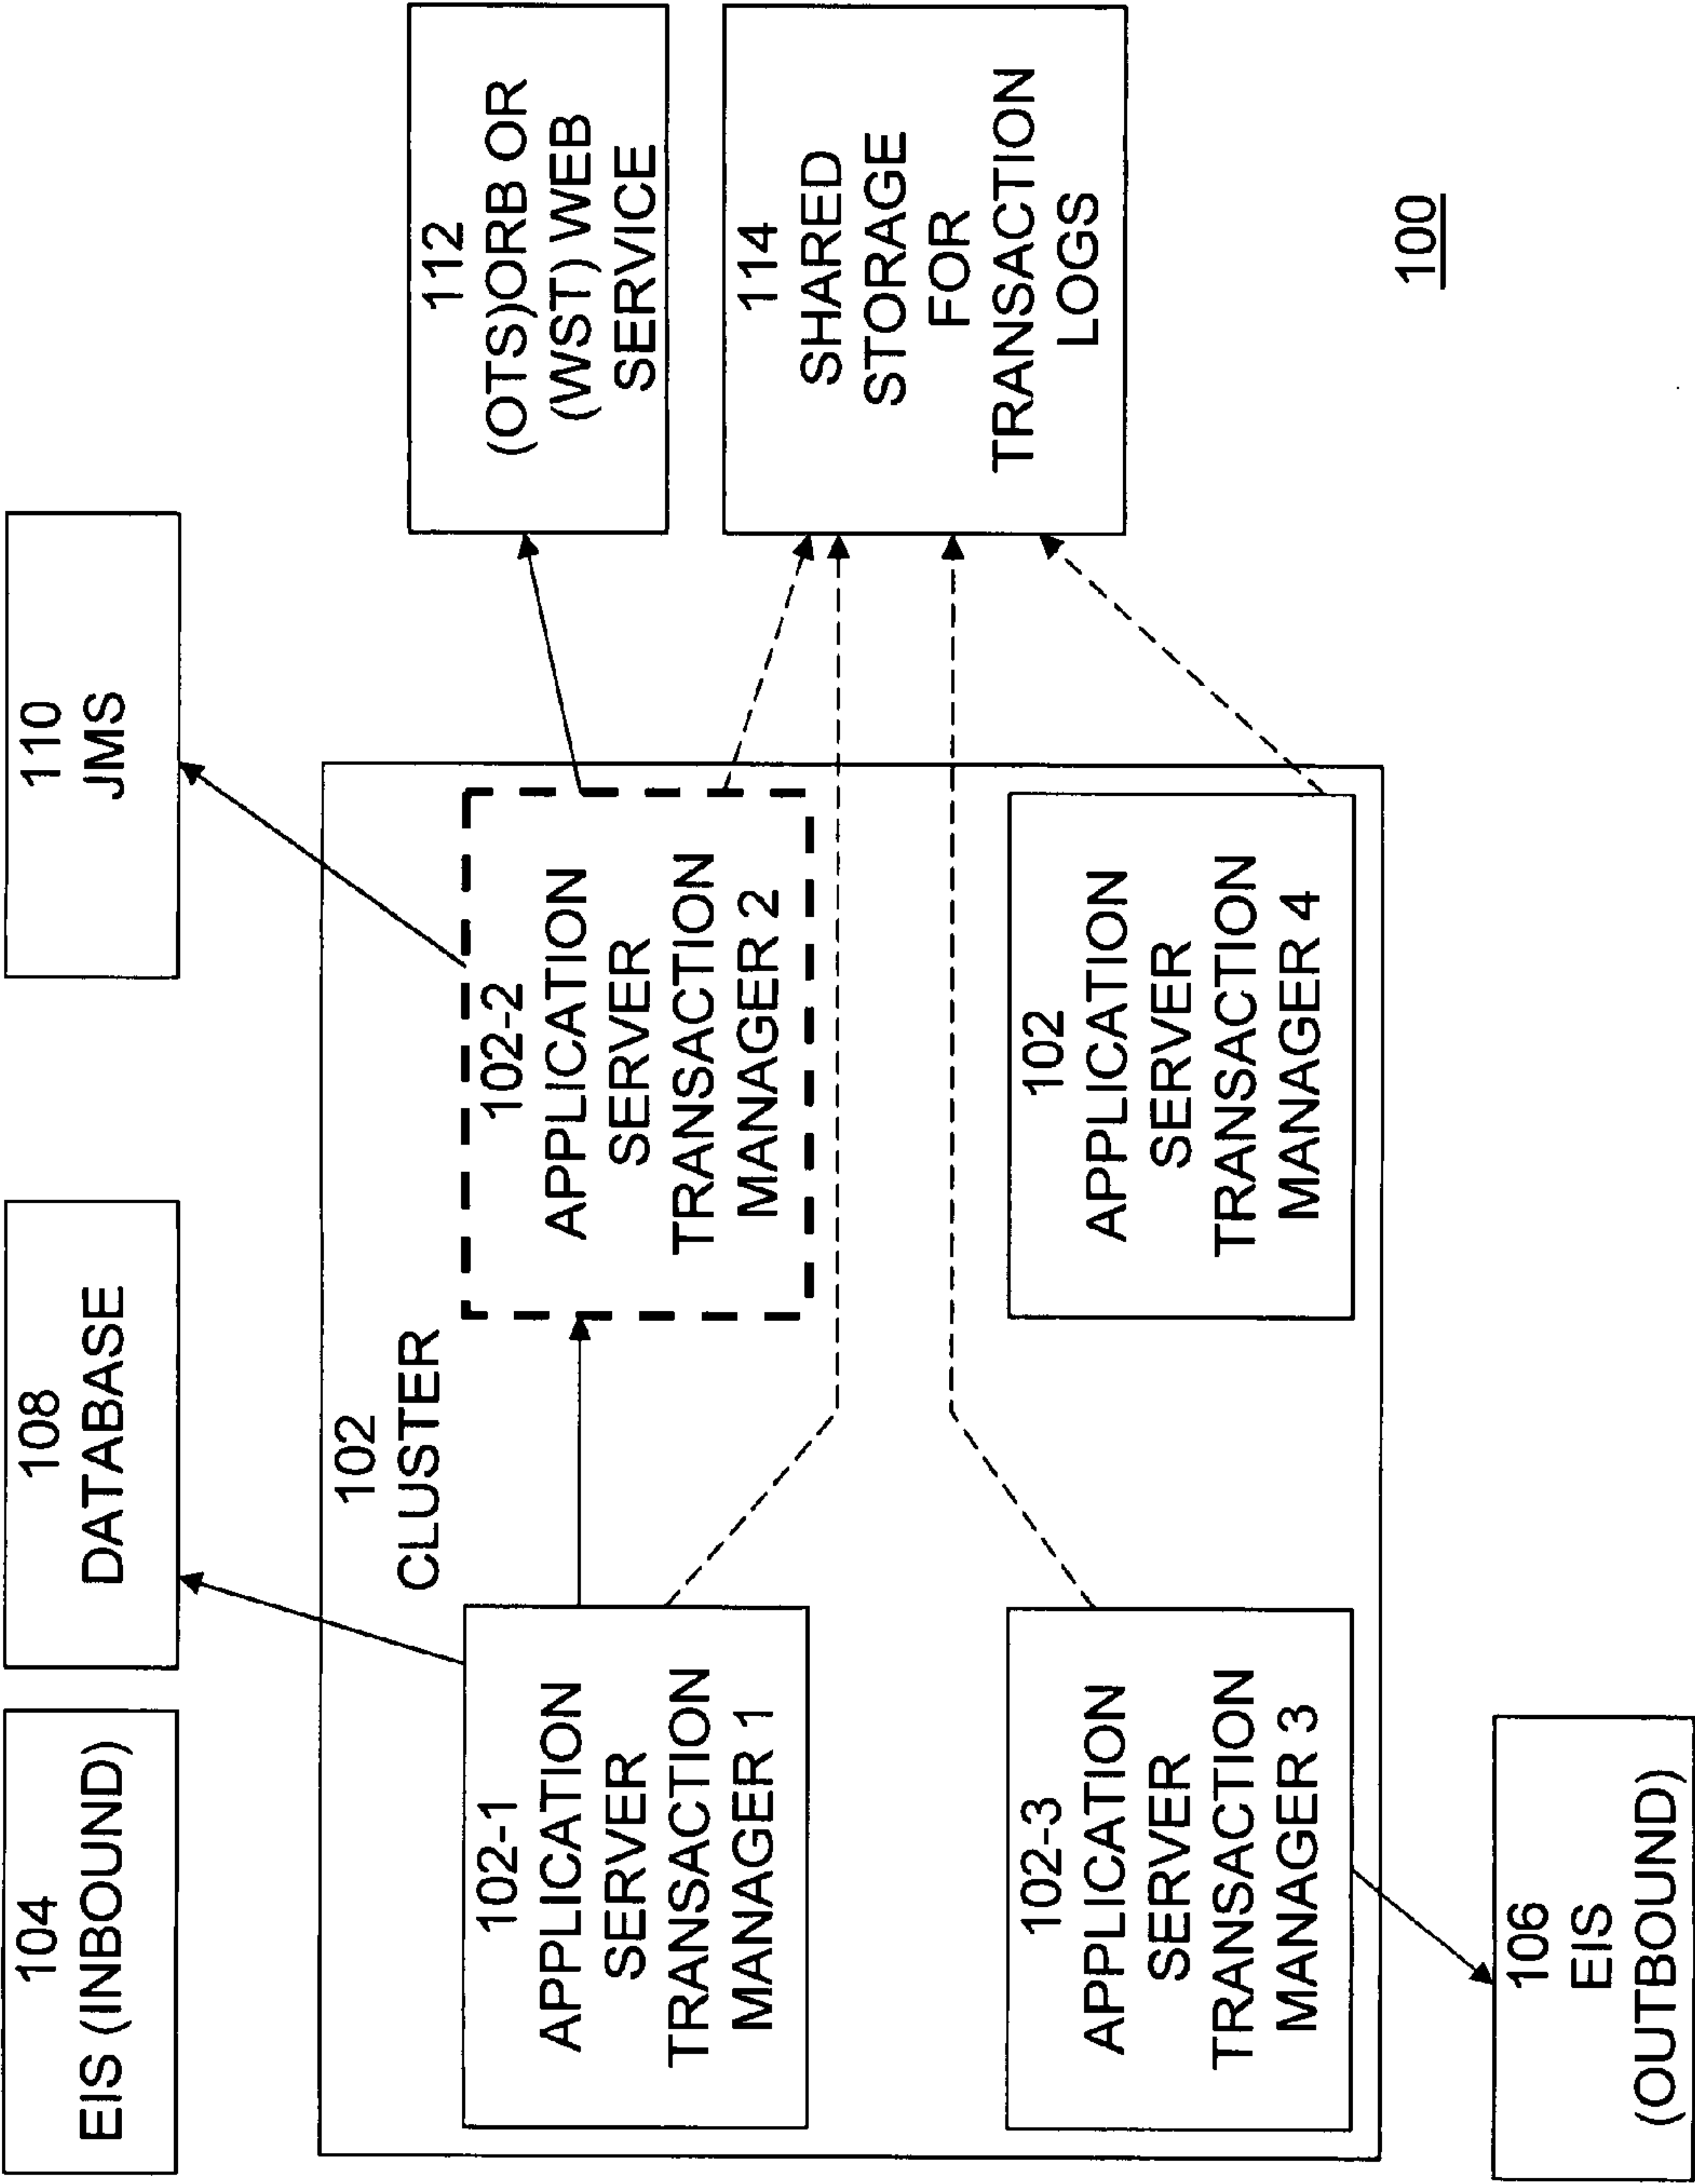 104
EIS (INBOUND)
108
DATABASE
110
JMS
102
CLUSTER
102-1
APPLICATION
SERVER
TRANSACTION
MANAGER 1
102-2
APPLICATION
SERVER
TRANSACTION
MANAGER 2
112
(OTS)ORB OR
(WST) WEB
SERVICE
102-3
APPLICATION
SERVER
TRANSACTION
MANAGER 3
102
APPLICATION
SERVER
TRANSACTION
MANAGER 4
114
SHARED
STORAGE
FOR
TRANSACTION
LOGS
106
EIS
(OUTBOUND)
100